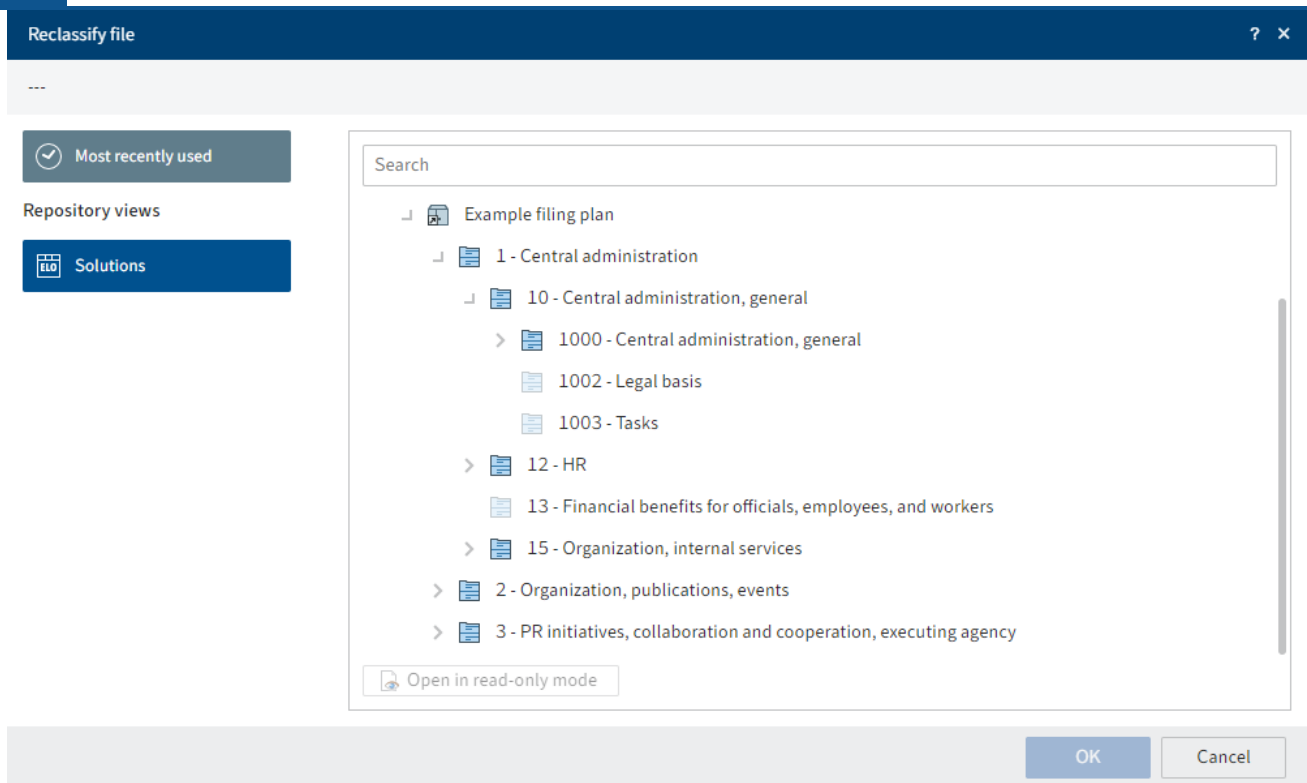 Reclassify file ? ×
---
Most recently used
Repository views
ELO Solutions
Search
Example filing plan
1 - Central administration
10 - Central administration, general
1000 - Central administration, general
1002 - Legal basis
1003 - Tasks
12 - HR
13 - Financial benefits for officials, employees, and workers
15 - Organization, internal services
2 - Organization, publications, events
3 - PR initiatives, collaboration and cooperation, executing agency
Open in read-only mode
OK Cancel